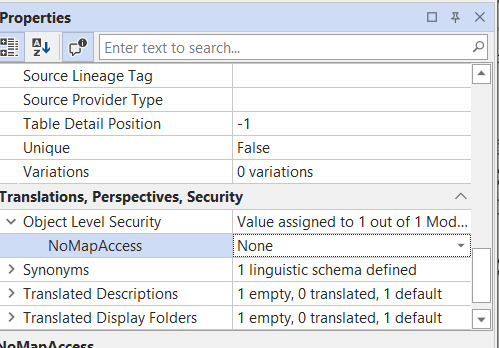 Properties
Enter text to search...
Source Lineage Tag
Source Provider Type
Table Detail Position -1
Unique False
Variations 0 variations
Translations, Perspectives, Security
Object Level Security Value assigned to 1 out of 1 Mod...
NoMapAccess None
Synonyms 1 linguistic schema defined
Translated Descriptions 1 empty, 0 translated, 1 default
Translated Display Folders 1 empty, 0 translated, 1 default
NoMapAccess